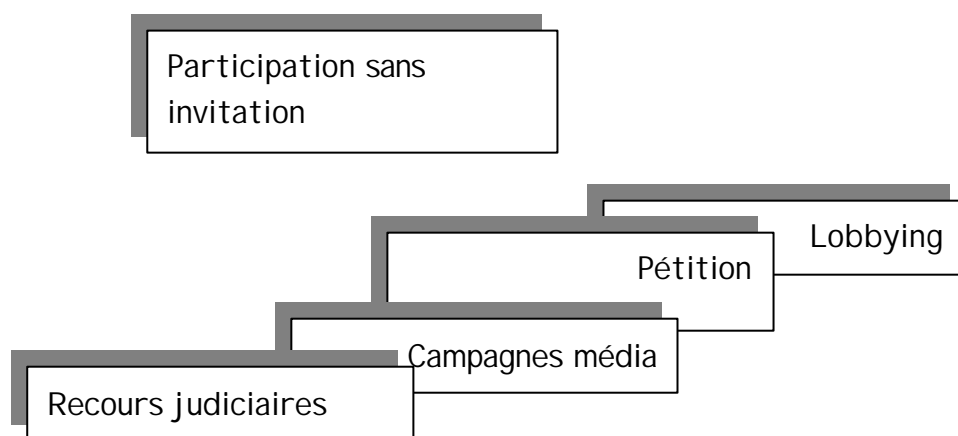 Participation sans
invitation
Lobbying
Pétition
Campagnes média
Recours judiciaires